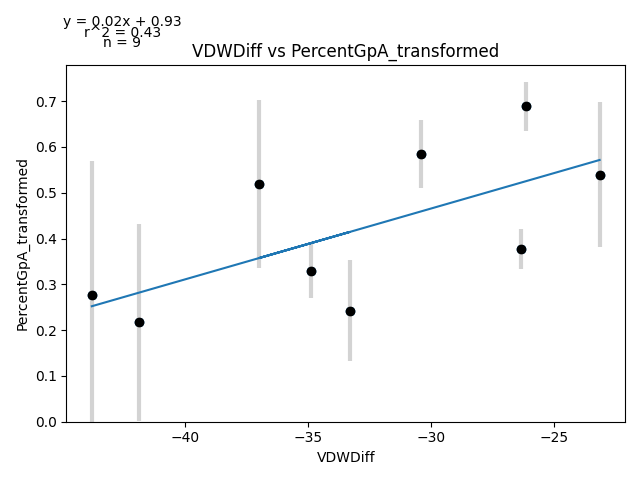 y = 0.02x + 0.93
r^2 = 0.43
n = 9
VDWDiff vs PercentGpA_transformed
PercentGpA_transformed
0.7
0.6
0.5
0.4
0.3
0.2
0.1
0.0
−40
−35
−30
−25
VDWDiff